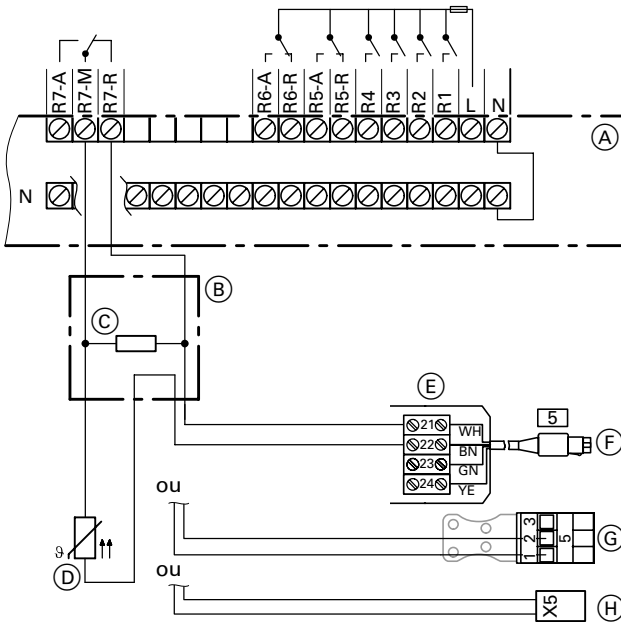 R7-A R7-M R7-R R6-A R6-R R5-A R5-R R4 R3 R2 R1 L N
A
N
B
C
E
21 WH
22 BN
23 GN
24 YE
5
F
ou
1 2 3
5
G
ϑ
D
ou
X5
H